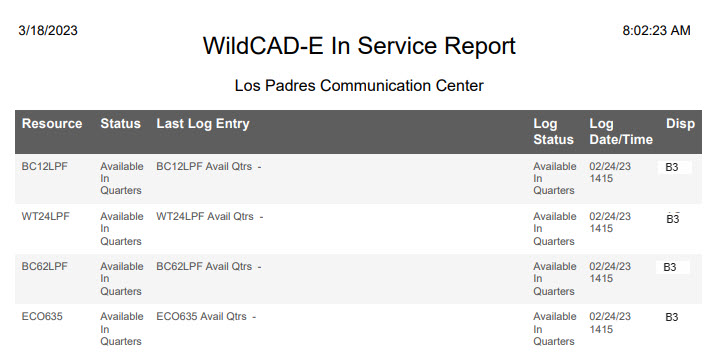 3/18/2023 8:02:23 AM
WildCAD-E In Service Report
Los Padres Communication Center
Resource Status Last Log Entry Log Status Log Date/Time Disp
BC12LPF Available In Quarters BC12LPF Avail Qtrs - Available In Quarters 02/24/23 1415 B3
WT24LPF Available In Quarters WT24LPF Avail Qtrs - Available In Quarters 02/24/23 1415 B3
BC62LPF Available In Quarters BC62LPF Avail Qtrs - Available In Quarters 02/24/23 1415 B3
ECO635 Available In Quarters ECO635 Avail Qtrs - Available In Quarters 02/24/23 1415 B3